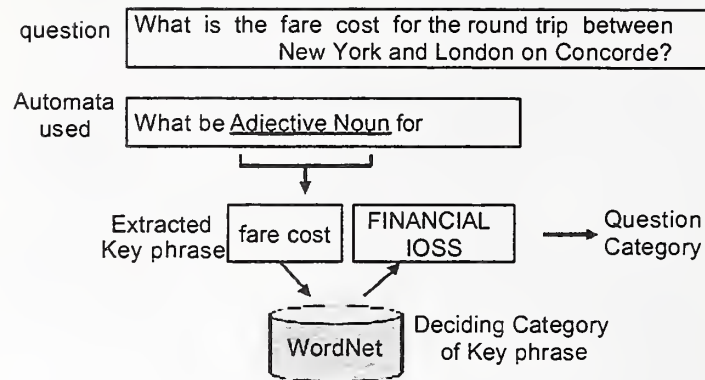 question
What is the fare cost for the round trip between
New York and London on Concorde?
Automata
used
What be Adjective Noun for
Extracted
Key phrase
fare cost
FINANCIAL
IOSS
Question
Category
WordNet
Deciding Category
of Key phrase